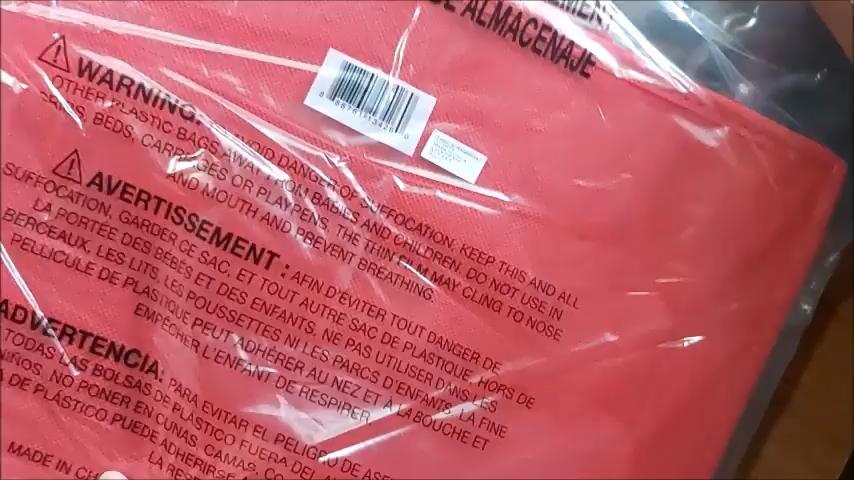 DE ALMACENAJE
WARNING:
AVOID DANGER OF SUFFOCATION, KEEP THIS AND ALL
OTHER PLASTIC BAGS AWAY FROM BABIES AND CHILDREN. DO NOT USE IN
CRIBS, BEDS, CARRIAGES OR PLAYPENS. THE THIN FILM MAY CLING TO NOSE
AND MOUTH AND PREVENT BREATHING.
AVERTISSEMENT : AFIN D'ÉVITER TOUT DANGER DE
SUFFOCATION, GARDER CE SAC, ET TOUT AUTRE SAC DE PLASTIQUE, HORS DE
LA PORTÉE DES BÉBÉS ET DES ENFANTS. NE PAS UTILISER DANS LES
BERCEAUX, LES LITS, LES POUSSETTES NI LES PARCS D'ENFANTS. LA FINE
PELLICULE DE PLASTIQUE PEUT ADHÉRER AU NEZ ET À LA BOUCHE ET
EMPÊCHER L'ENFANT DE RESPIRER.
ADVERTENCIA: PARA EVITAR EL PELIGRO DE
TODAS LAS BOLSAS DE PLÁSTICO FUERA DEL
NIÑOS. NO PONER EN CUNAS, CAMAS,
DE PLÁSTICO PUEDE ADHERIRSE A
LA
MADE IN